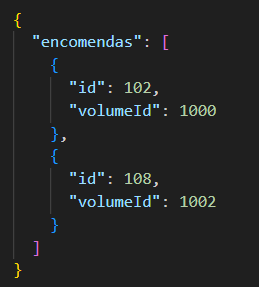 {
  "encomendas": [
    {
      "id": 102,
      "volumeId": 1000
    },
    {
      "id": 108,
      "volumeId": 1002
    }
  ]
}